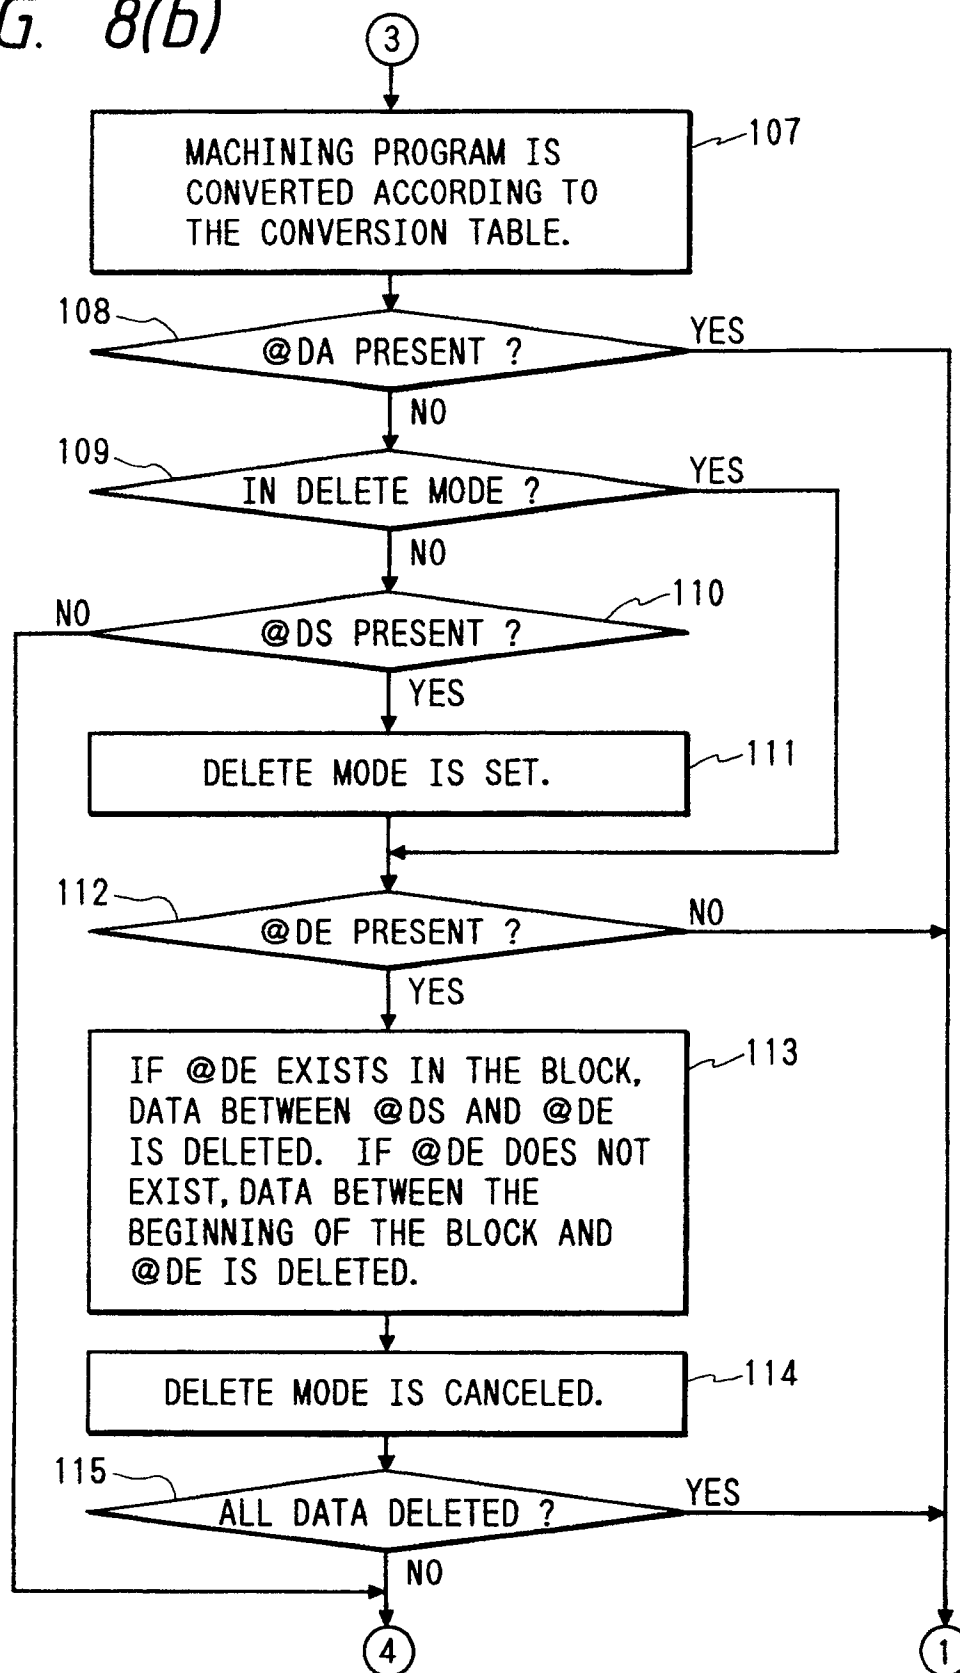 G. 8(b)
3
MACHINING PROGRAM IS
CONVERTED ACCORDING TO
THE CONVERSION TABLE.
107
108
@DA PRESENT ?
YES
NO
109
IN DELETE MODE ?
YES
NO
110
NO
@DS PRESENT ?
YES
DELETE MODE IS SET.
111
112
@DE PRESENT ?
NO
YES
IF @DE EXISTS IN THE BLOCK,
DATA BETWEEN @DS AND @DE
IS DELETED. IF @DE DOES NOT
EXIST, DATA BETWEEN THE
BEGINNING OF THE BLOCK AND
@DE IS DELETED.
113
DELETE MODE IS CANCELED.
114
115
ALL DATA DELETED ?
YES
NO
4
1